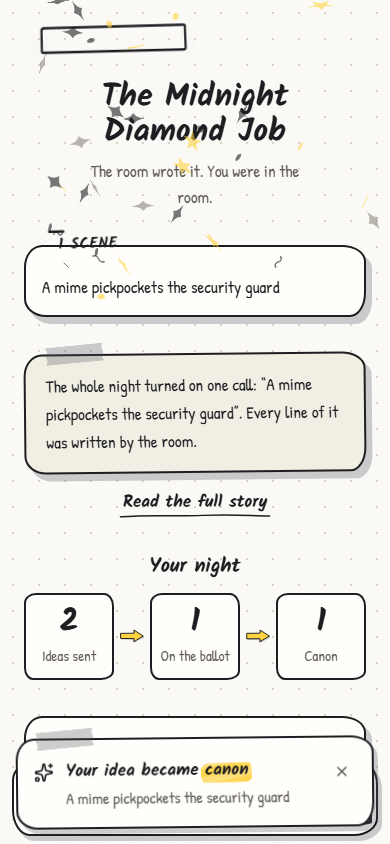 The Midnight
Diamond Job
The room wrote it. You were in the
room.
1 SCENE
A mime pickpockets the security guard
The whole night turned on one call: “A mime
pickpockets the security guard”. Every line of it
was written by the room.
Read the full story
Your night
2
1
1
Ideas sent
On the ballot
Canon
Your idea became canon
A mime pickpockets the security guard